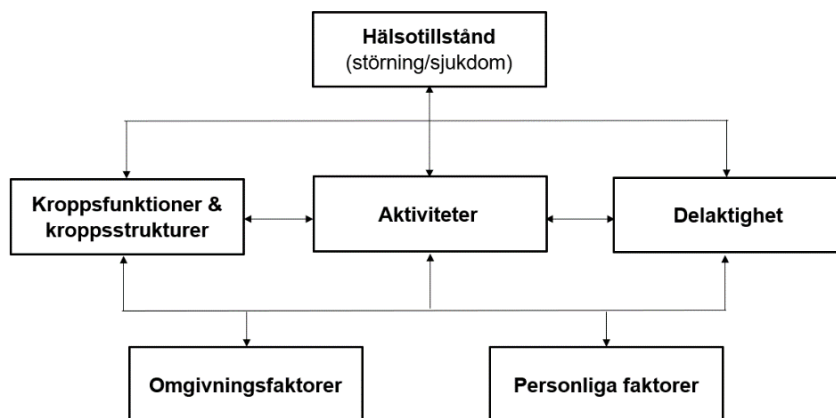 Hälsotillstånd
(störning/sjukdom)
Kroppsfunktioner &
kroppsstrukturer
Aktiviteter
Delaktighet
Omgivningsfaktorer
Personliga faktorer